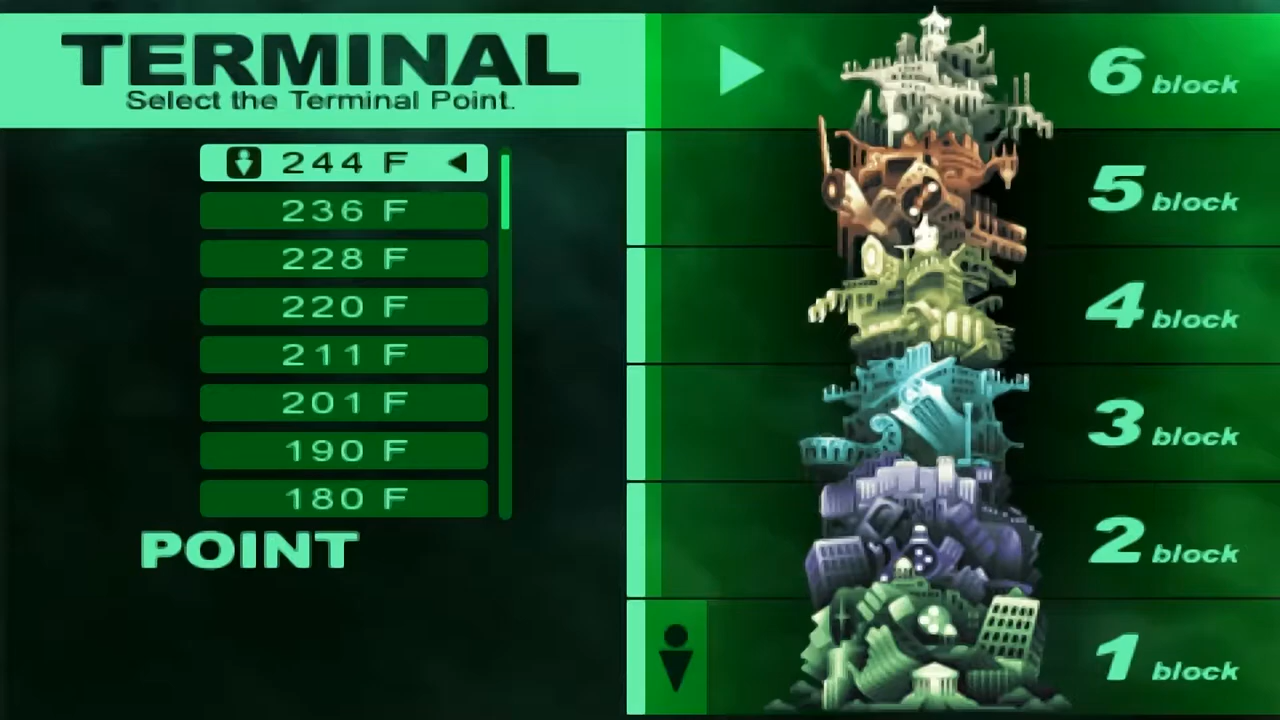 TERMINAL
Select the Terminal Point.
244 F
236 F
228 F
220 F
211 F
201 F
190 F
180 F
POINT
6 block
5 block
4 block
3 block
2 block
1 block